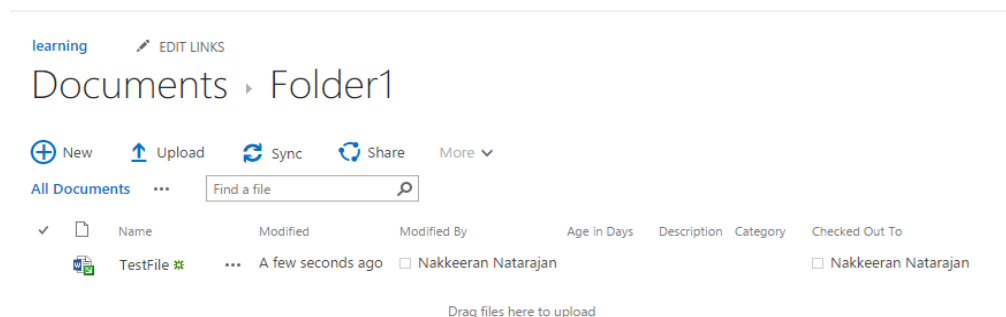 learning EDIT LINKS
Documents ▸ Folder1
New Upload Sync Share More
All Documents ... Find a file
Name Modified Modified By Age in Days Description Category Checked Out To
TestFile ... A few seconds ago Nakkeeran Natarajan Nakkeeran Natarajan
Drag files here to upload